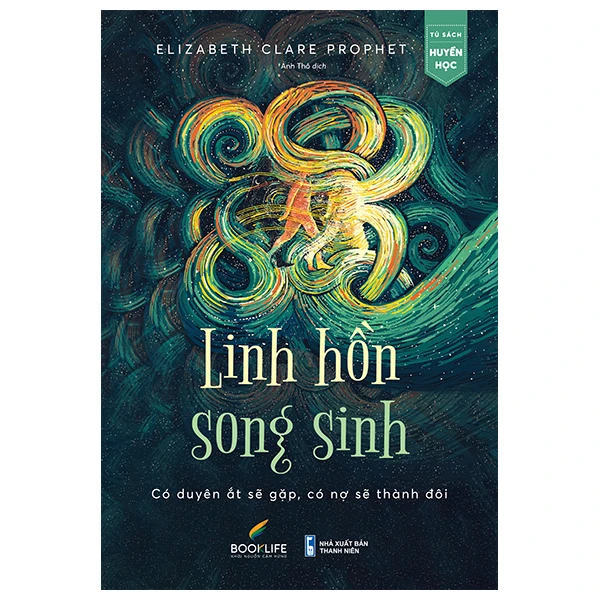 ELIZABETH CLARE PROPHET
Ánh Thỏ dịch
TỦ SÁCH
HUYỀN
HỌC
Linh hồn
song sinh
Có duyên ắt sẽ gặp, có nợ sẽ thành đôi
BOOKLIFE
KHƠI NGUỒN CẢM HỨNG
NHÀ XUẤT BẢN
THANH NIÊN